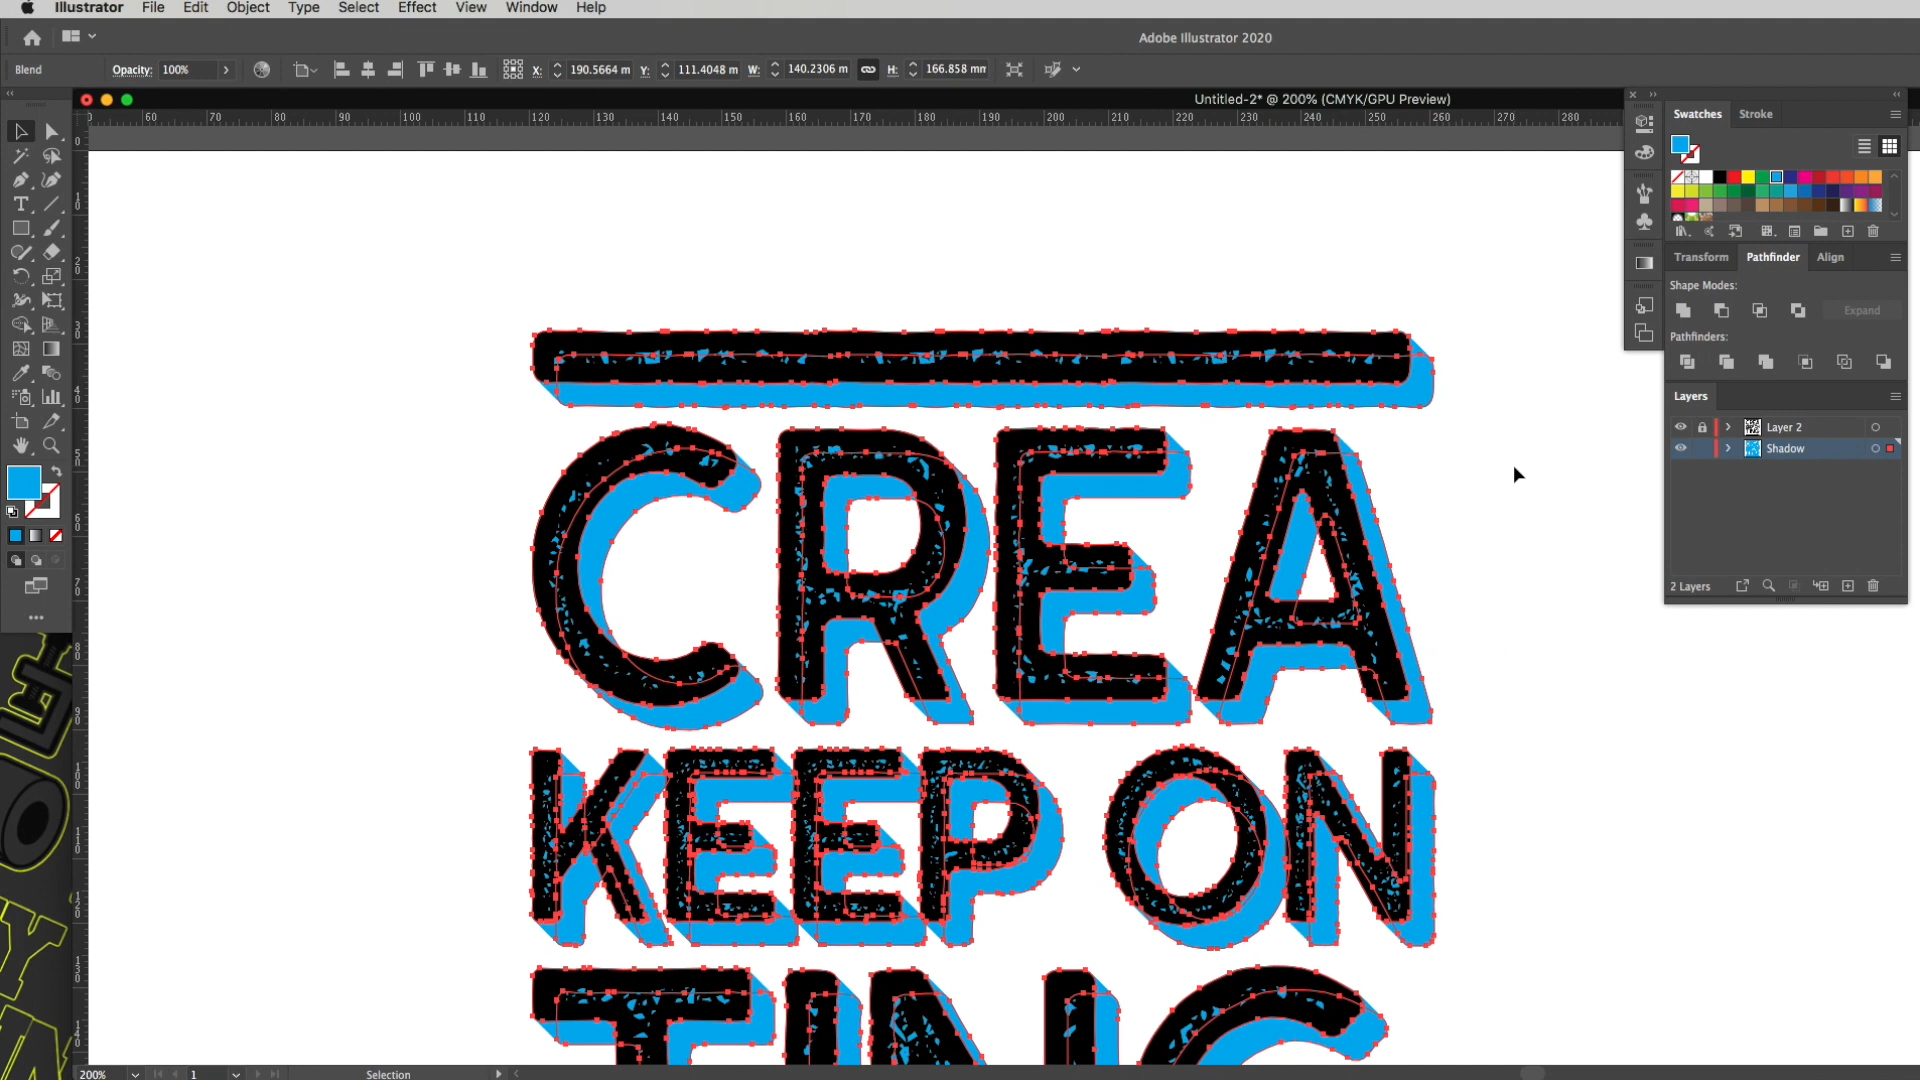 Illustrator File Edit Object Type Select Effect View Window Help
Adobe Illustrator 2020
Blend Opacity: 100% X: 190.5664 m Y: 111.4048 m W: 140.2306 m H: 166.858 mm
Untitled-2* @ 200% (CMYK/GPU Preview)
60 70 80 90 100 110 120 130 140 150 160 170 180 190 200 210 220 230 240 250 260 270 280
Swatches Stroke
Transform Pathfinder Align
Shape Modes:
Expand
Pathfinders:
Layers
Layer 2
Shadow
2 Layers
CREA
KEEP ON
TING
200% 1 Selection